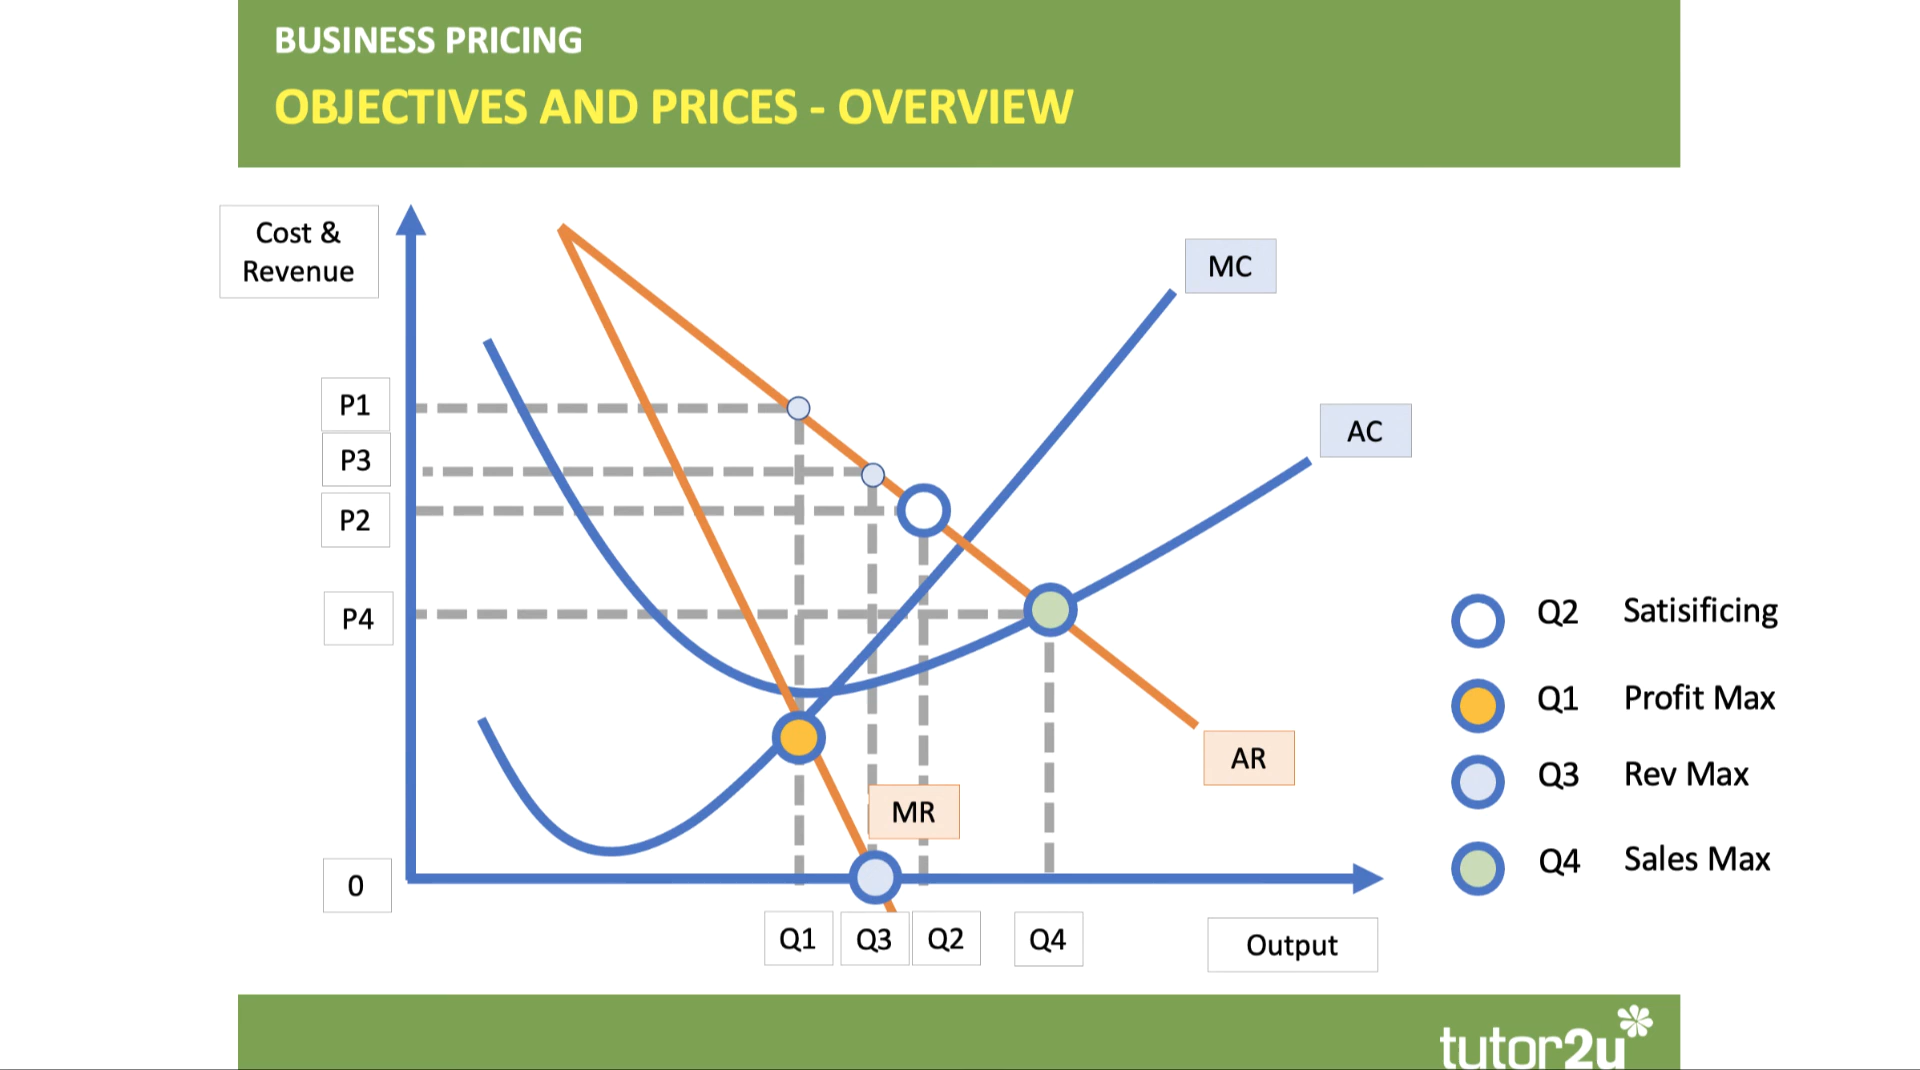 BUSINESS PRICING
OBJECTIVES AND PRICES - OVERVIEW
Cost &
Revenue
MC
P1
AC
P3
P2
P4
Q2 Satisificing
Q1 Profit Max
AR
Q3 Rev Max
MR
Q4 Sales Max
0
Q1 Q3 Q2 Q4 Output
tutor2u